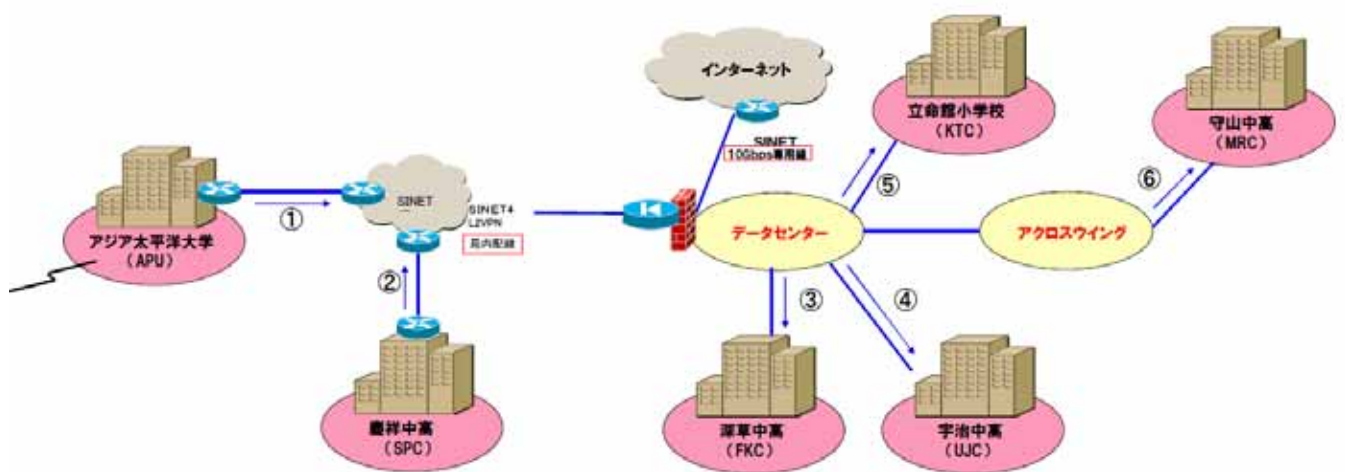 インターネット
SINET
10Gbps専用線
立命館小学校
(KTC)
守山中高
(MRC)
⑤
⑥
SINET
SINET4
L2VPN
局内配線
①
アジア太平洋大学
(APU)
データセンター
アクロスウイング
②
③
④
慶祥中高
(SPC)
深草中高
(FKC)
宇治中高
(UJC)